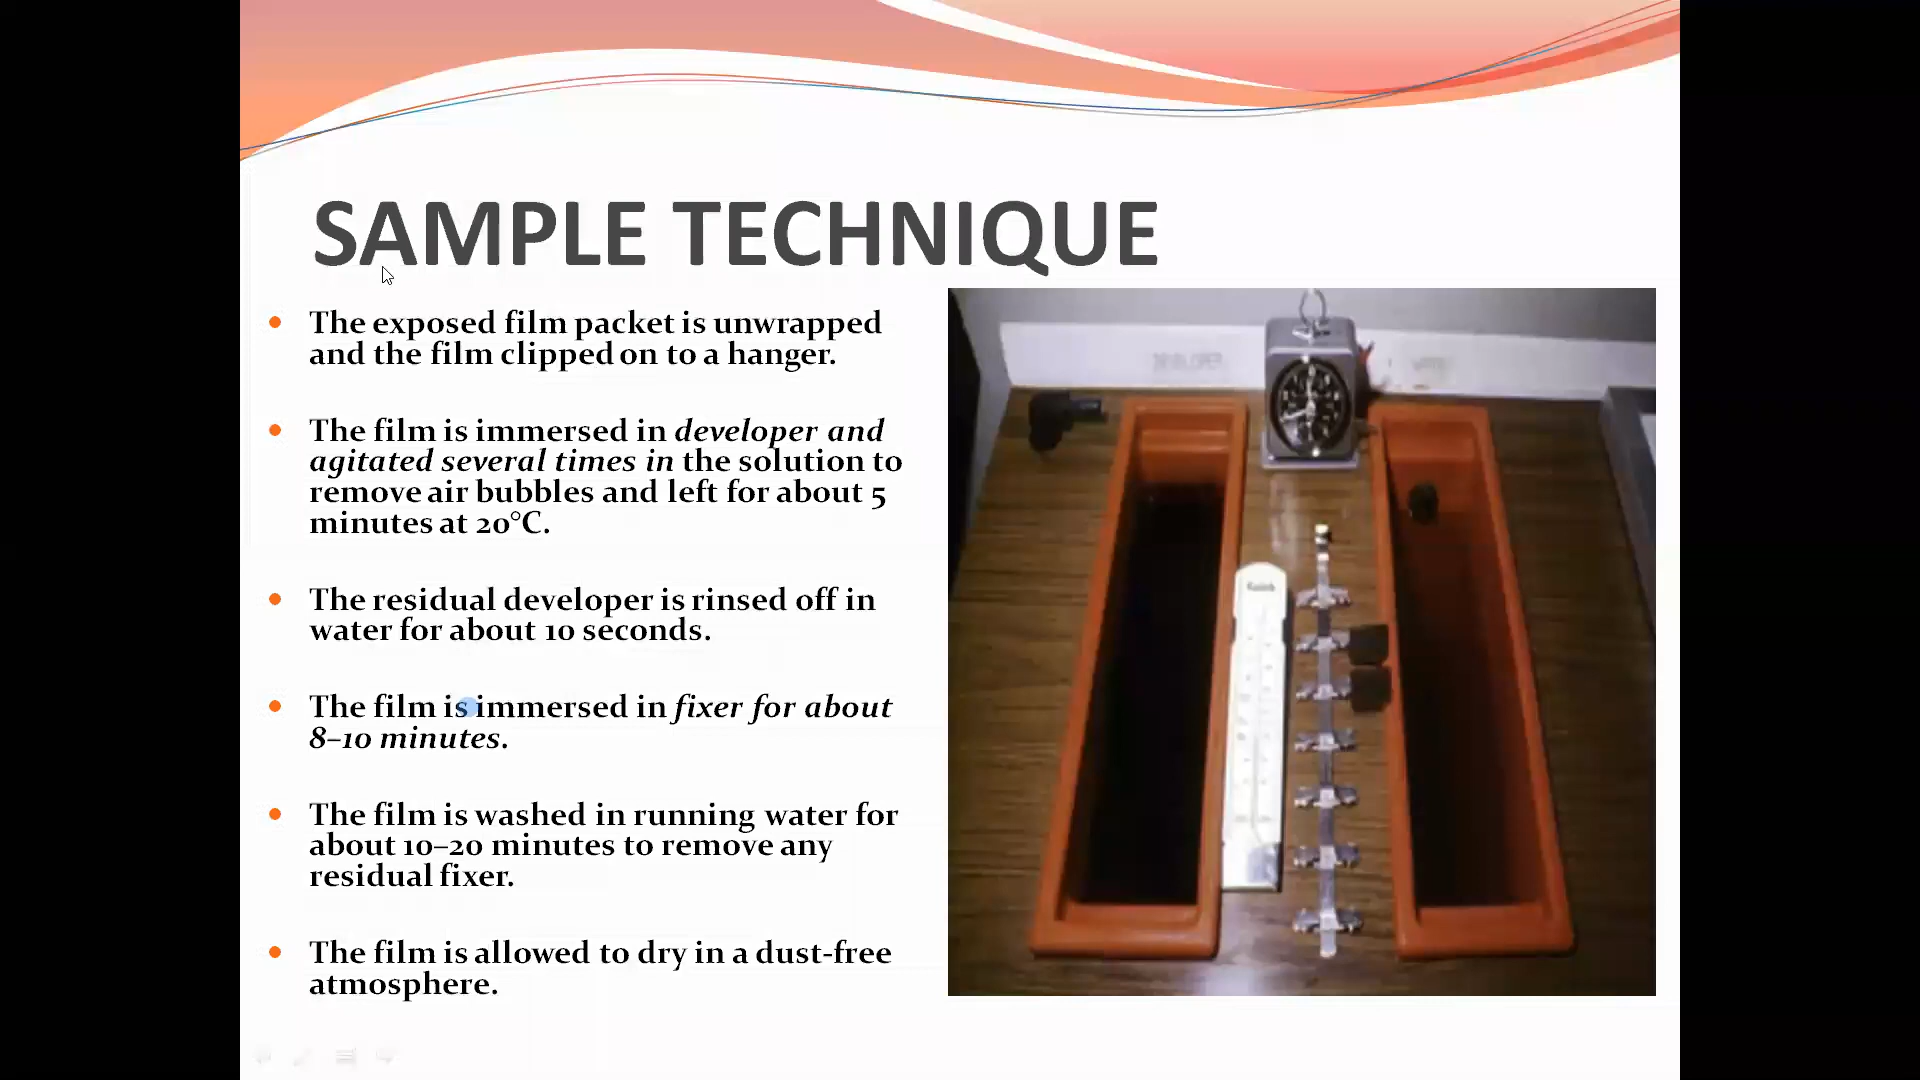 SAMPLE TECHNIQUE
The exposed film packet is unwrapped
and the film clipped on to a hanger.
The film is immersed in developer and
agitated several times in the solution to
remove air bubbles and left for about 5
minutes at 20°C.
The residual developer is rinsed off in
water for about 10 seconds.
The film is immersed in fixer for about
8–10 minutes.
The film is washed in running water for
about 10–20 minutes to remove any
residual fixer.
The film is allowed to dry in a dust-free
atmosphere.
DEVELOPER